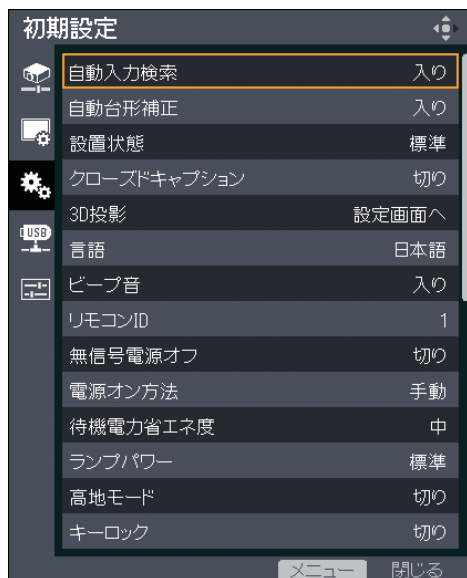 初期設定
自動入力検索 入り
自動台形補正 入り
設置状態 標準
クローズドキャプション 切り
3D投影 設定画面へ
USB
言語 日本語
ビープ音 入り
リモコンID 1
無信号電源オフ 切り
電源オン方法 手動
待機電力省エネ度 中
ランプパワー 標準
高地モード 切り
キーロック 切り
メニュー 閉じる